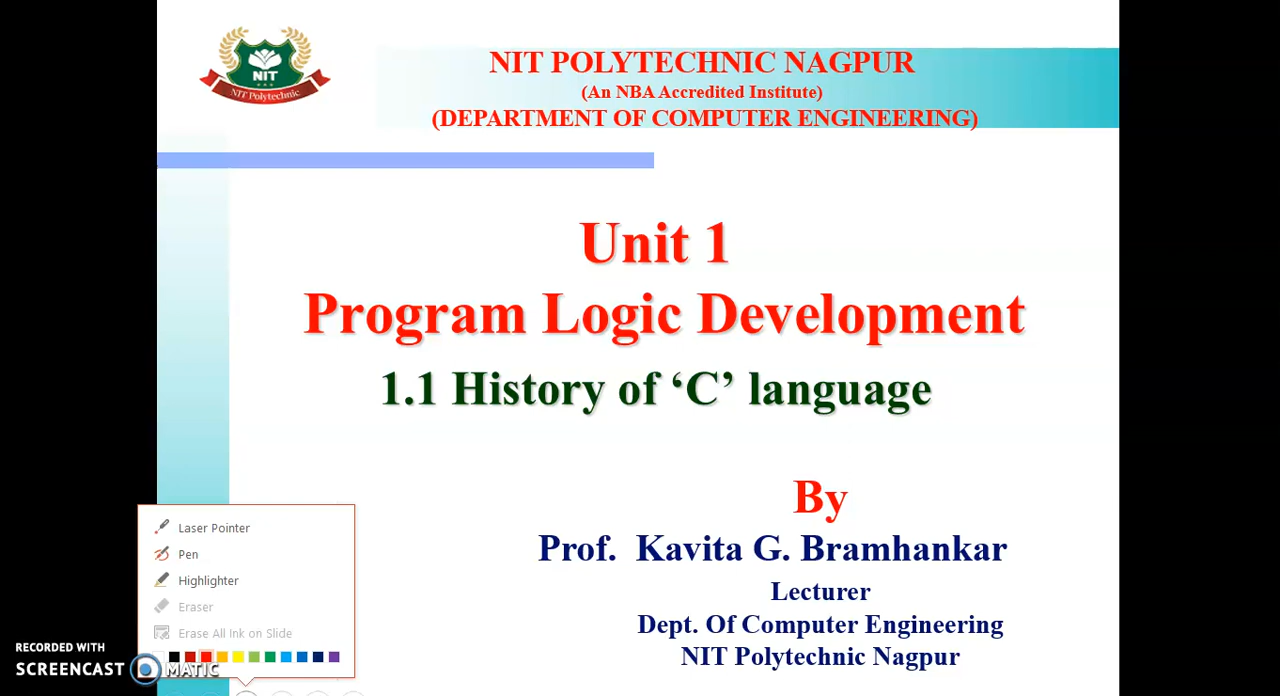 NIT
NIT Polytechnic
NIT POLYTECHNIC NAGPUR
(An NBA Accredited Institute)
(DEPARTMENT OF COMPUTER ENGINEERING)
Unit 1
Program Logic Development
1.1 History of ‘C’ language
By
Prof. Kavita G. Bramhankar
Lecturer
Dept. Of Computer Engineering
NIT Polytechnic Nagpur
Laser Pointer
Pen
Highlighter
Eraser
Erase All Ink on Slide
RECORDED WITH
SCREENCAST MATIC